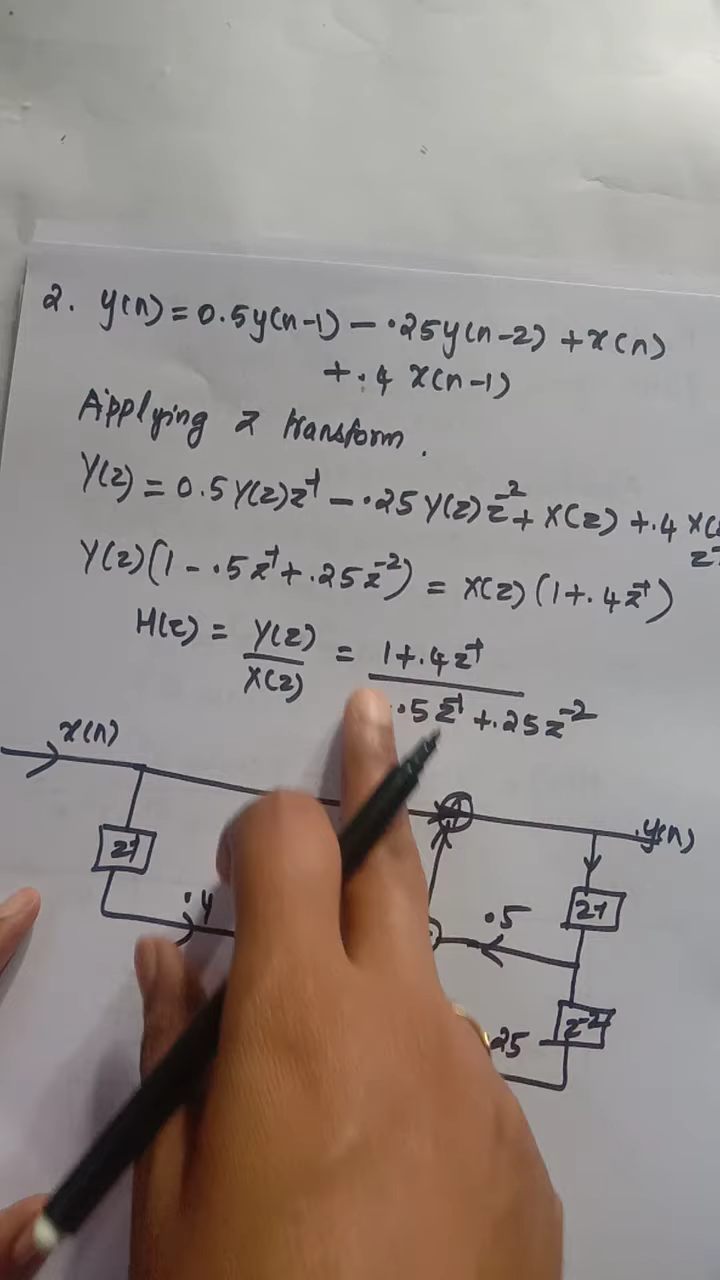 2. y(n) = 0.5y(n-1) - .25y(n-2) + x(n)
+ .4 x(n-1)
Applying z transform.
Y(z) = 0.5Y(z)z⁻¹ - .25Y(z)z⁻² + X(z) + .4 X(z
z⁻
Y(z)(1 - .5z⁻¹ + .25z⁻²) = X(z)(1 + .4z⁻¹)
H(z) = Y(z)/X(z) = 1+.4z⁻¹
.5z⁻¹ + .25z⁻²
x(n)
y(n)
z⁻¹
.4
.5
z⁻¹
z⁻²
25